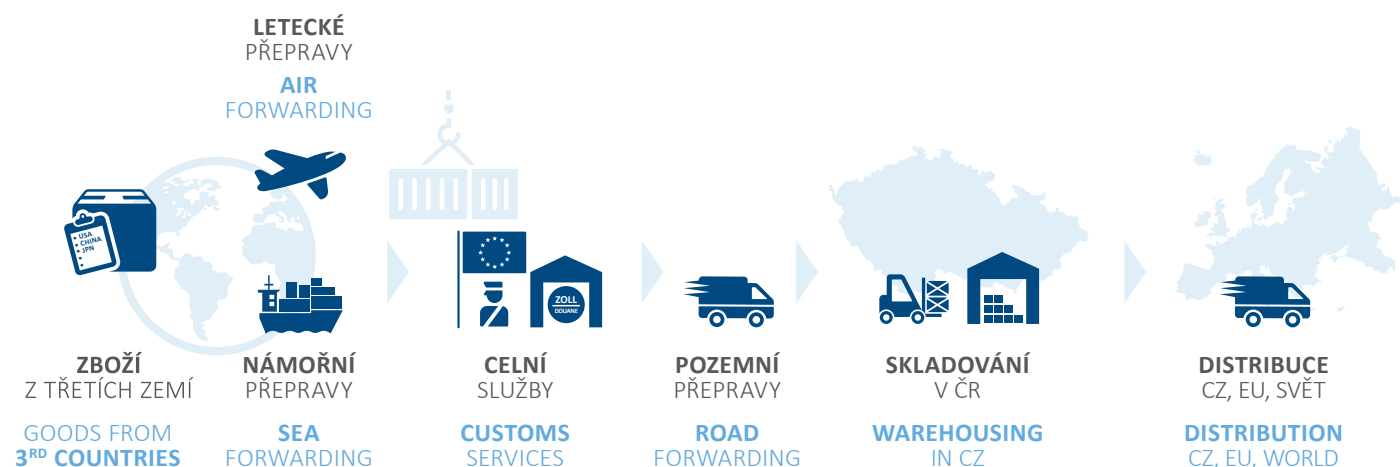 LETECKÉ
PŘEPRAVY
AIR
FORWARDING
USA
CHINA
JPN
ZOLL
DOUANE
ZBOŽÍ
Z TŘETÍCH ZEMÍ
GOODS FROM
3RD COUNTRIES
NÁMOŘNÍ
PŘEPRAVY
SEA
FORWARDING
CELNÍ
SLUŽBY
CUSTOMS
SERVICES
POZEMNÍ
PŘEPRAVY
ROAD
FORWARDING
SKLADOVÁNÍ
V ČR
WAREHOUSING
IN CZ
DISTRIBUCE
CZ, EU, SVĚT
DISTRIBUTION
CZ, EU, WORLD